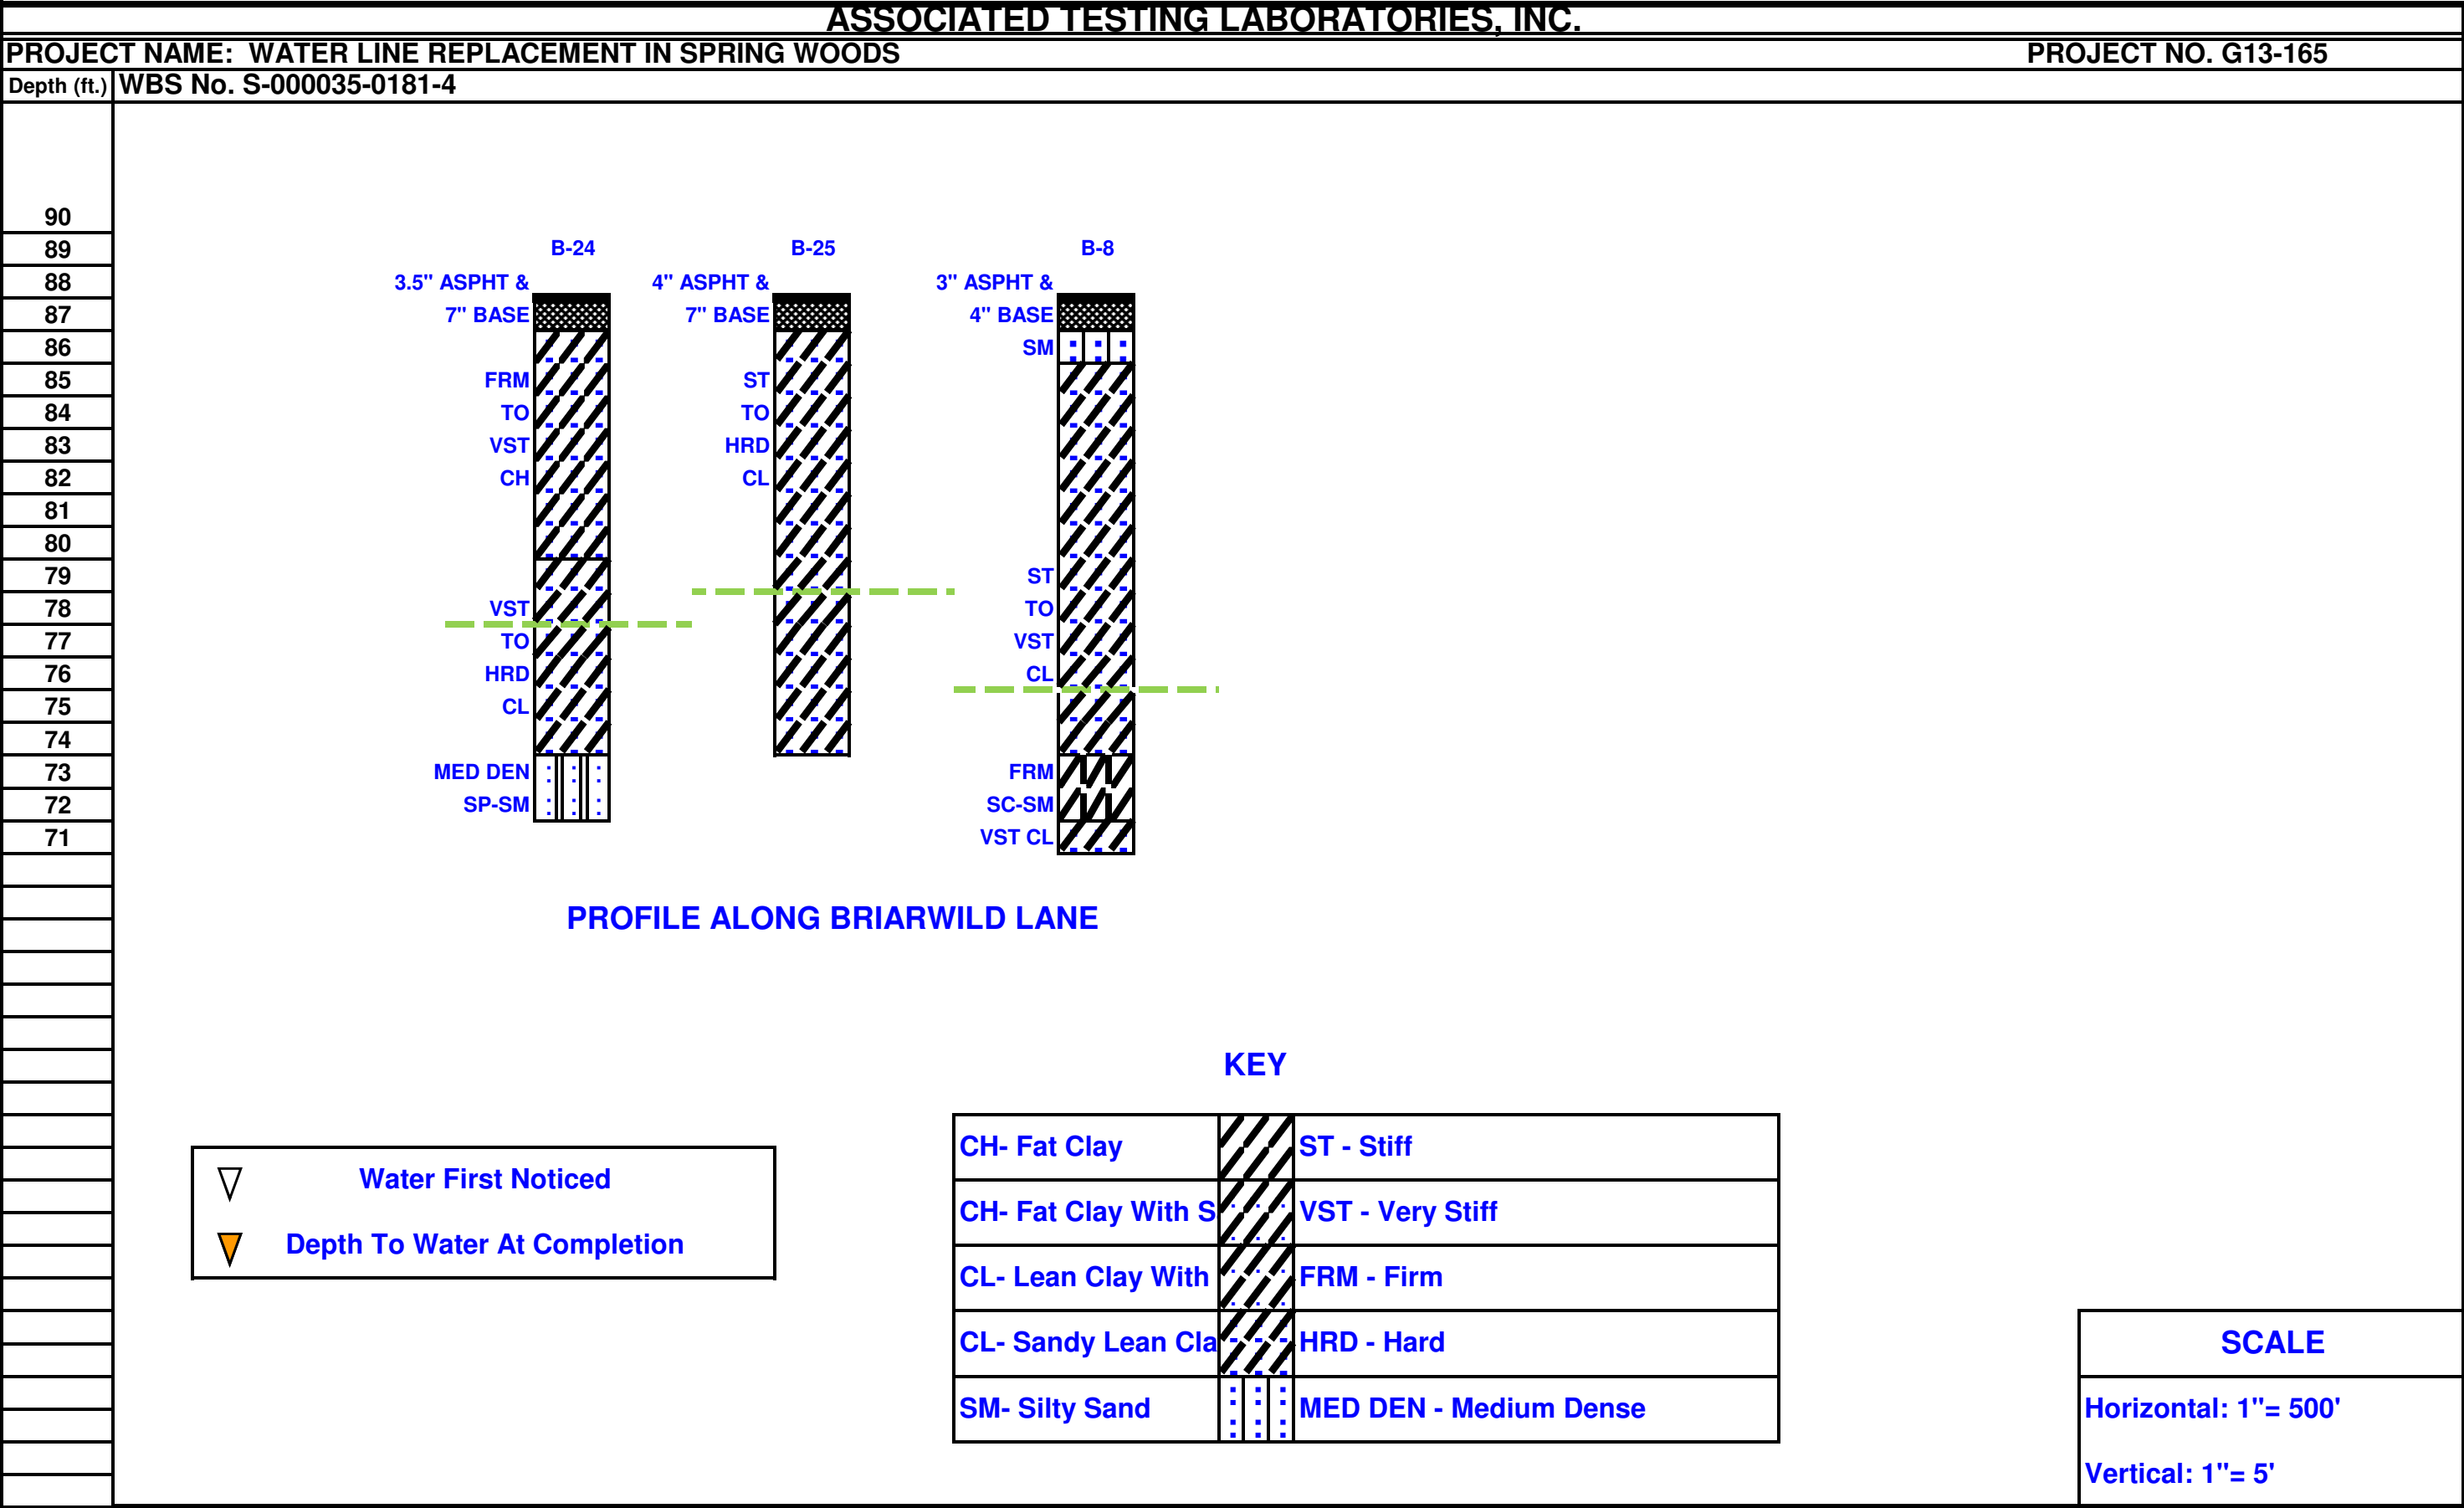 ASSOCIATED TESTING LABORATORIES, INC.
PROJECT NAME: WATER LINE REPLACEMENT IN SPRING WOODS PROJECT NO. G13-165
Depth (ft.) WBS No. S-000035-0181-4
90
89 B-24 B-25 B-8
88 3.5" ASPHT & 4" ASPHT & 3" ASPHT &
87 7" BASE 7" BASE 4" BASE
86 SM
85 FRM ST
84 TO TO
83 VST HRD
82 CH CL
81
80
79 ST
78 VST TO
77 TO VST
76 HRD CL
75 CL
74
73 MED DEN FRM
72 SP-SM SC-SM
71 VST CL
PROFILE ALONG BRIARWILD LANE
KEY
CH- Fat Clay ST - Stiff
Water First Noticed
CH- Fat Clay With S VST - Very Stiff
Depth To Water At Completion
CL- Lean Clay With FRM - Firm
CL- Sandy Lean Cla HRD - Hard
SCALE
SM- Silty Sand MED DEN - Medium Dense
Horizontal: 1"= 500'
Vertical: 1"= 5'